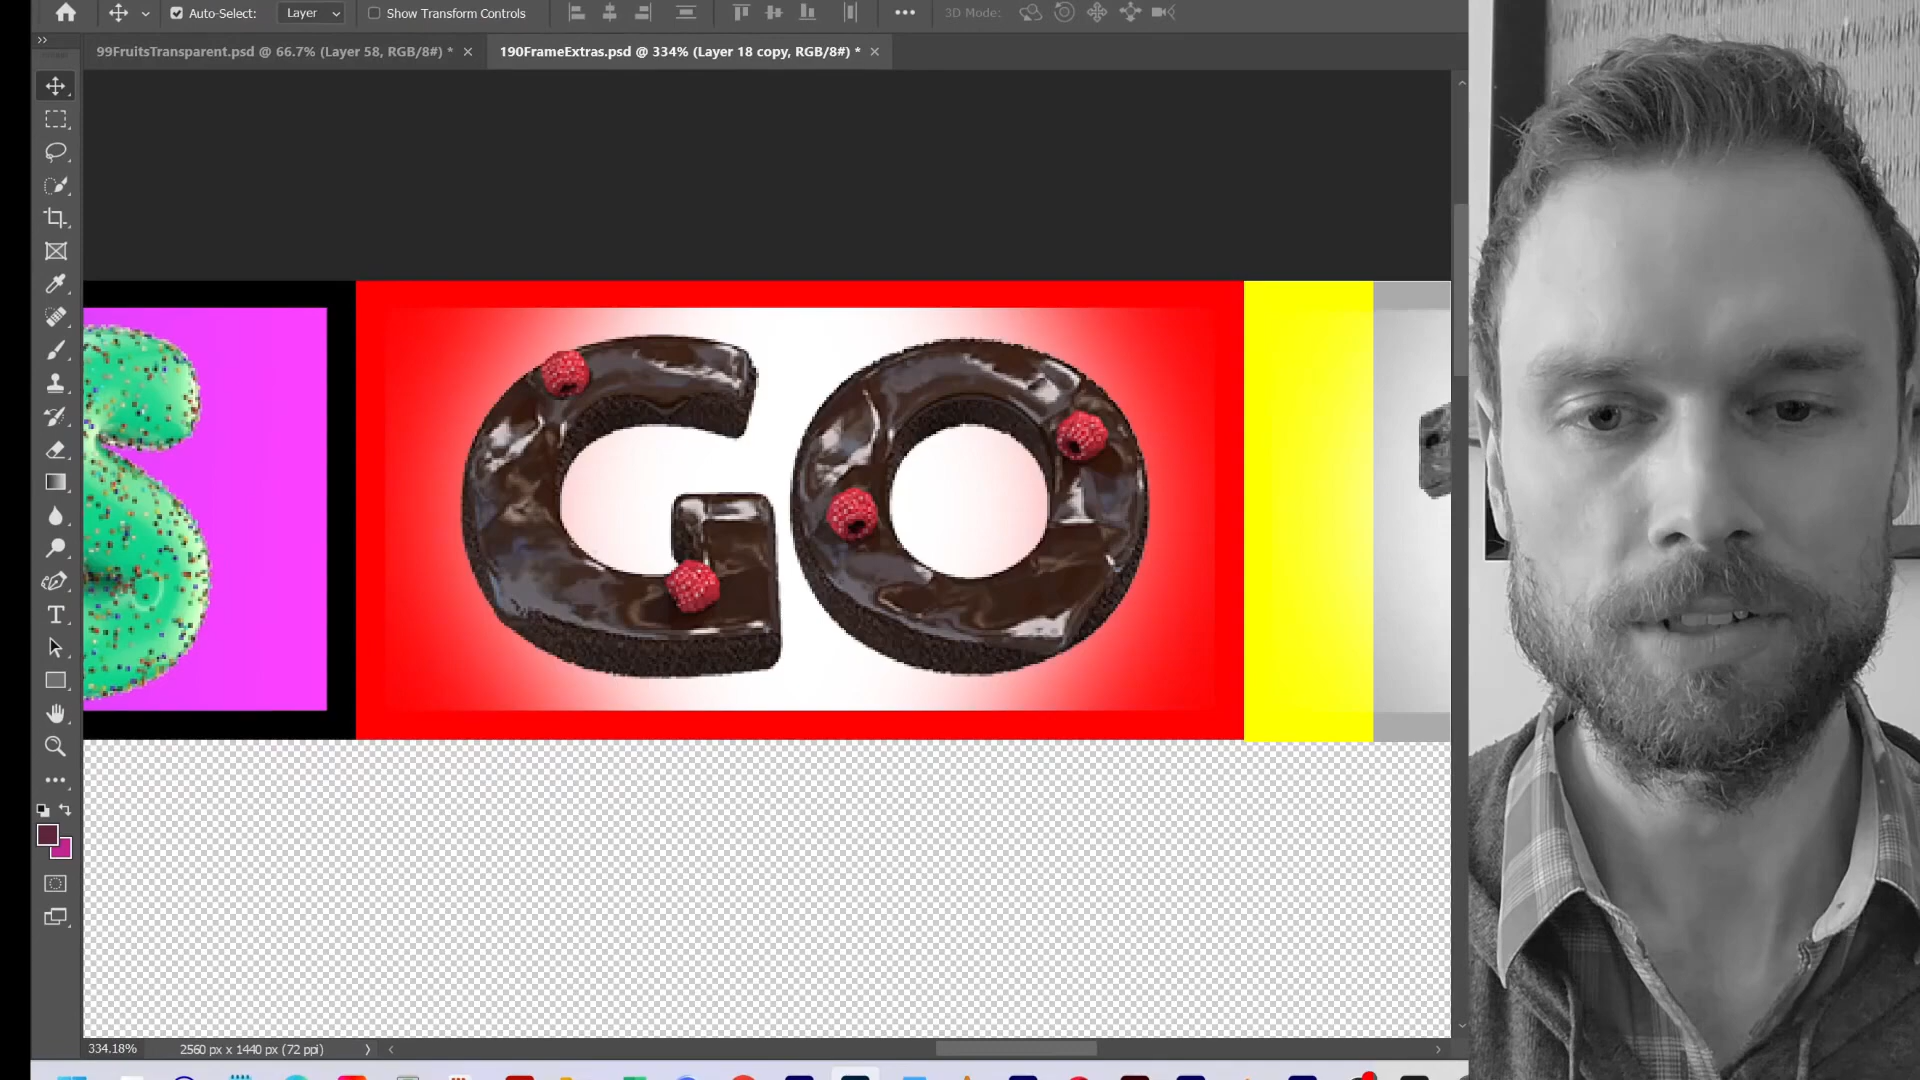 Auto-Select: Layer Show Transform Controls 3D Mode:
99FruitsTransparent.psd @ 66.7% (Layer 58, RGB/8#) *
190FrameExtras.psd @ 334% (Layer 18 copy, RGB/8#) *
GO
334.18% 2560 px x 1440 px (72 ppi)